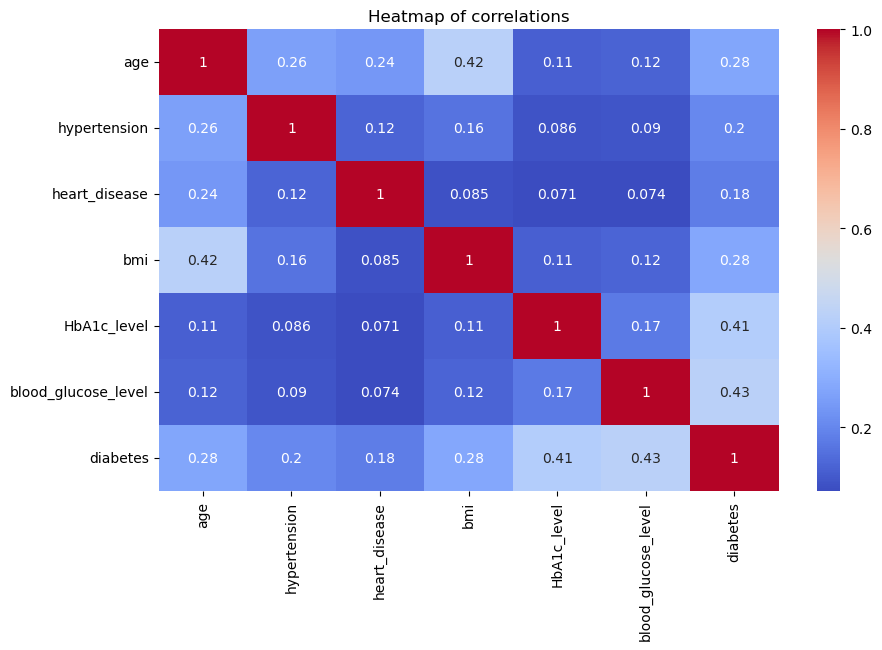 Heatmap of correlations
age 1 0.26 0.24 0.42 0.11 0.12 0.28
hypertension 0.26 1 0.12 0.16 0.086 0.09 0.2
heart_disease 0.24 0.12 1 0.085 0.071 0.074 0.18
bmi 0.42 0.16 0.085 1 0.11 0.12 0.28
HbA1c_level 0.11 0.086 0.071 0.11 1 0.17 0.41
blood_glucose_level 0.12 0.09 0.074 0.12 0.17 1 0.43
diabetes 0.28 0.2 0.18 0.28 0.41 0.43 1
age
hypertension
heart_disease
bmi
HbA1c_level
blood_glucose_level
diabetes
1.0
0.8
0.6
0.4
0.2